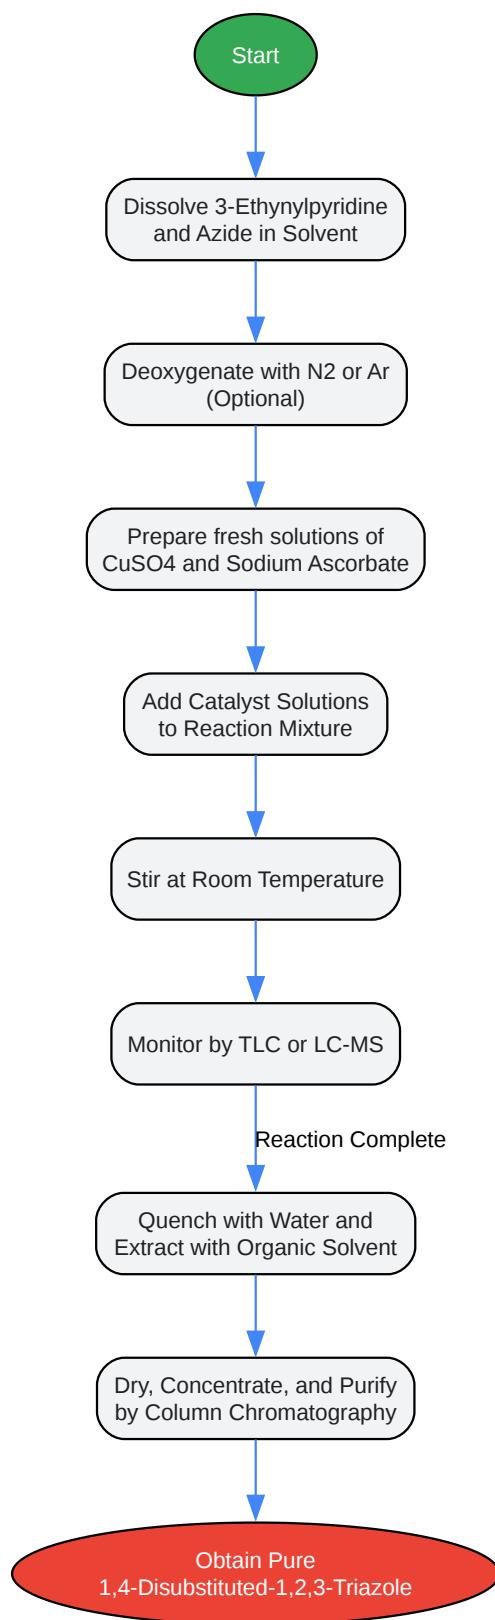 Start
Dissolve 3-Ethynylpyridine
and Azide in Solvent
Deoxygenate with N2 or Ar
(Optional)
Prepare fresh solutions of
CuSO4 and Sodium Ascorbate
Add Catalyst Solutions
to Reaction Mixture
Stir at Room Temperature
Monitor by TLC or LC-MS
Reaction Complete
Quench with Water and
Extract with Organic Solvent
Dry, Concentrate, and Purify
by Column Chromatography
Obtain Pure
1,4-Disubstituted-1,2,3-Triazole